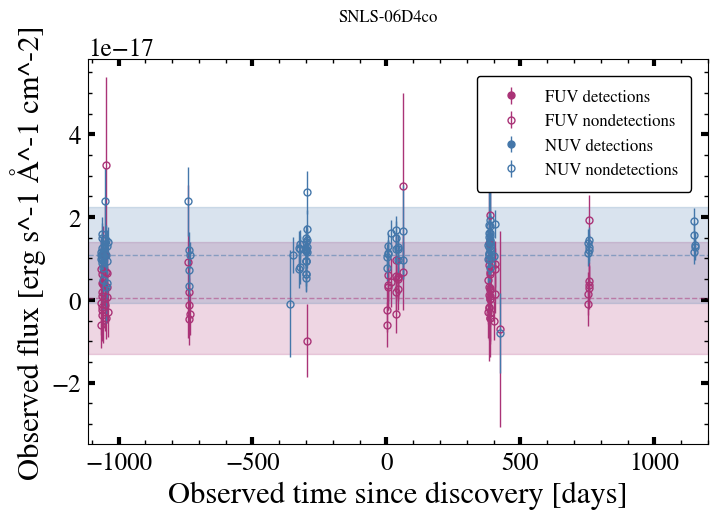 SNLS-06D4co
1e−17
FUV detections
FUV nondetections
NUV detections
NUV nondetections
4
2
0
−2
−1000
−500
0
500
1000
Observed flux [erg s^-1 Å^-1 cm^-2]
Observed time since discovery [days]